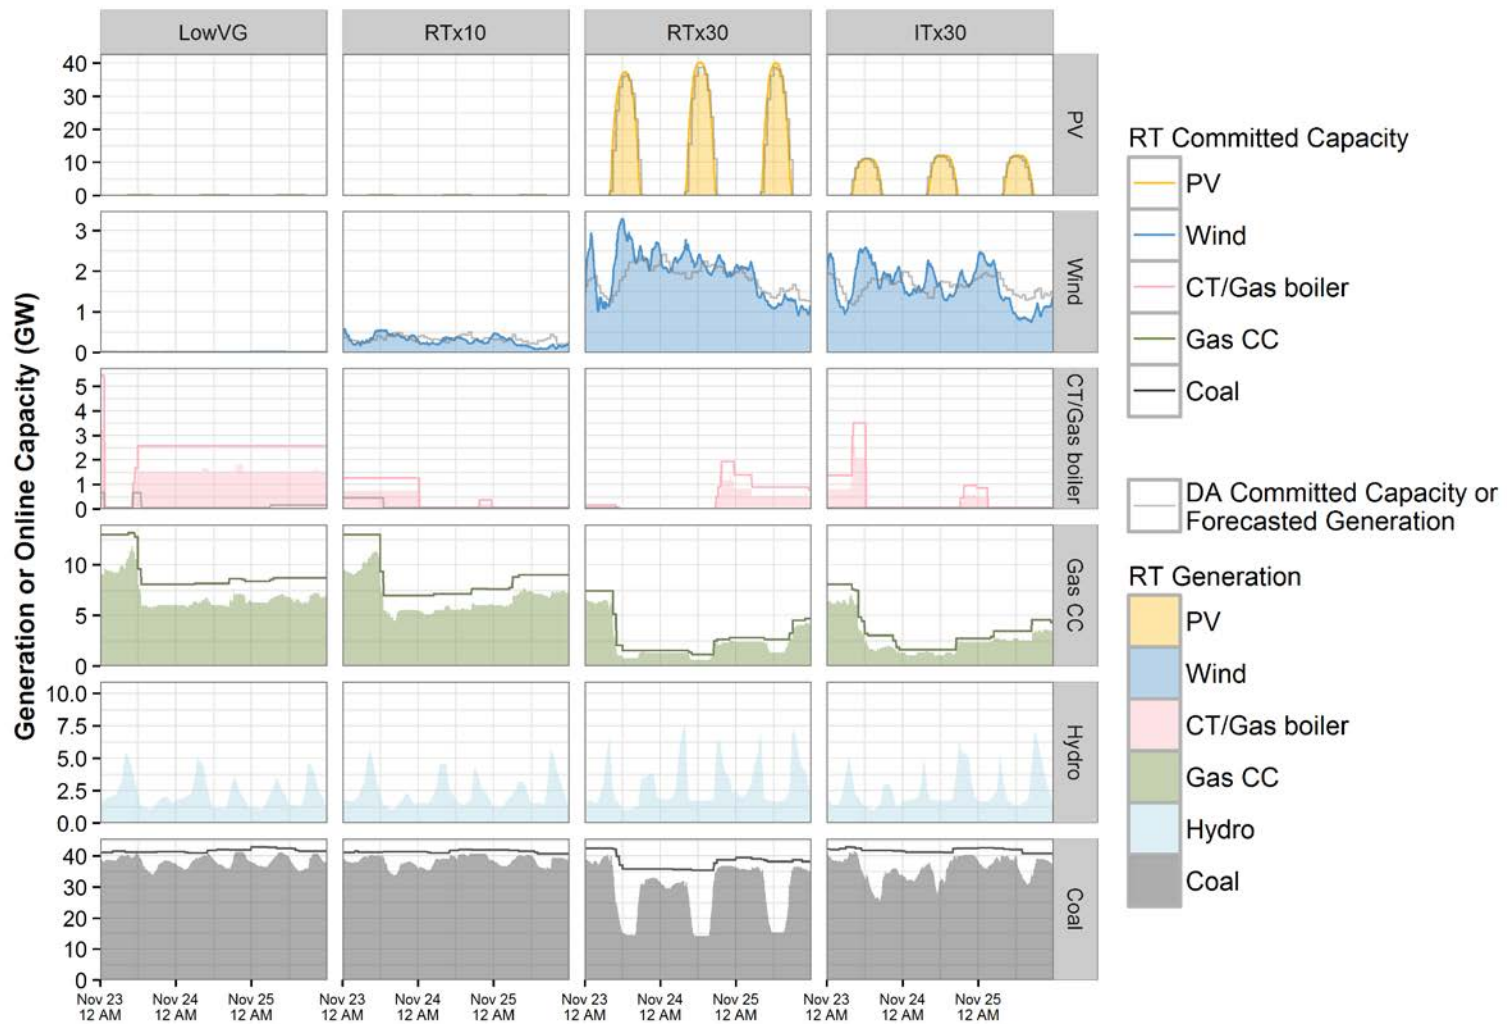 LowVG
RTx10
RTx30
ITx30
Generation or Online Capacity (GW)
40
30
20
10
0
PV
3
2
1
0
Wind
5
4
3
2
1
0
CT/Gas boiler
10
5
0
Gas CC
10.0
7.5
5.0
2.5
0.0
Hydro
40
30
20
10
0
Coal
Nov 23
12 AM
Nov 24
12 AM
Nov 25
12 AM
Nov 23
12 AM
Nov 24
12 AM
Nov 25
12 AM
Nov 23
12 AM
Nov 24
12 AM
Nov 25
12 AM
Nov 23
12 AM
Nov 24
12 AM
Nov 25
12 AM
RT Committed Capacity
PV
Wind
CT/Gas boiler
Gas CC
Coal
DA Committed Capacity or
Forecasted Generation
RT Generation
PV
Wind
CT/Gas boiler
Gas CC
Hydro
Coal